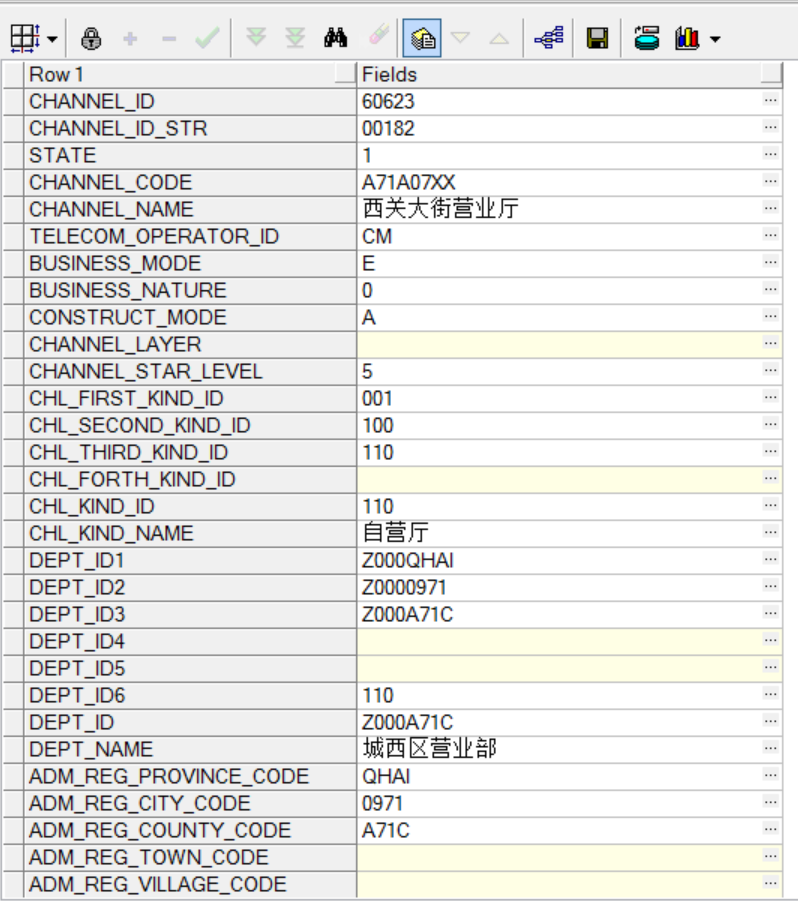 Row 1 Fields
CHANNEL_ID 60623
CHANNEL_ID_STR 00182
STATE 1
CHANNEL_CODE A71A07XX
CHANNEL_NAME 西关大街营业厅
TELECOM_OPERATOR_ID CM
BUSINESS_MODE E
BUSINESS_NATURE 0
CONSTRUCT_MODE A
CHANNEL_LAYER
CHANNEL_STAR_LEVEL 5
CHL_FIRST_KIND_ID 001
CHL_SECOND_KIND_ID 100
CHL_THIRD_KIND_ID 110
CHL_FORTH_KIND_ID
CHL_KIND_ID 110
CHL_KIND_NAME 自营厅
DEPT_ID1 Z000QHAI
DEPT_ID2 Z0000971
DEPT_ID3 Z000A71C
DEPT_ID4
DEPT_ID5
DEPT_ID6 110
DEPT_ID Z000A71C
DEPT_NAME 城西区营业部
ADM_REG_PROVINCE_CODE QHAI
ADM_REG_CITY_CODE 0971
ADM_REG_COUNTY_CODE A71C
ADM_REG_TOWN_CODE
ADM_REG_VILLAGE_CODE